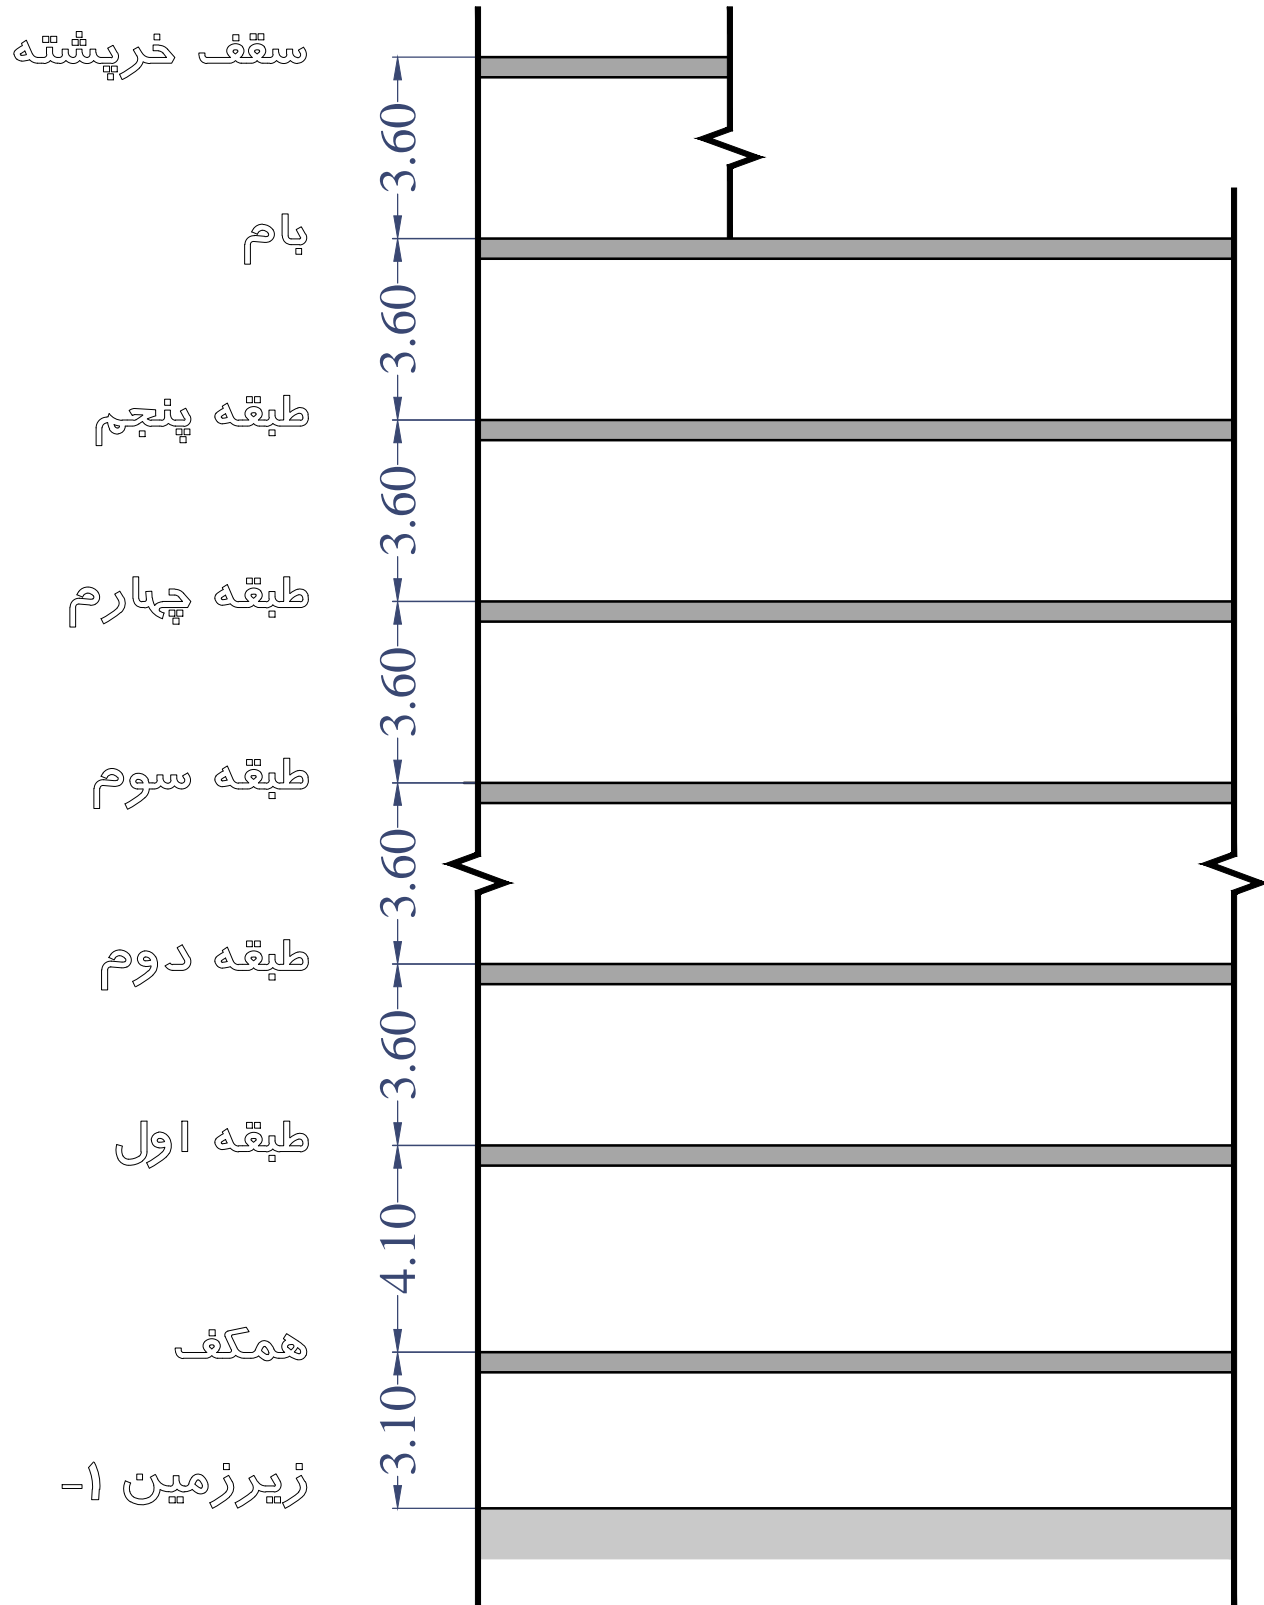 سقف خرپشته
3.60
بام
3.60
طبقه پنجم
3.60
طبقه چهارم
3.60
طبقه سوم
3.60
طبقه دوم
3.60
طبقه اول
4.10
همکف
3.10
زیرزمین ۱-